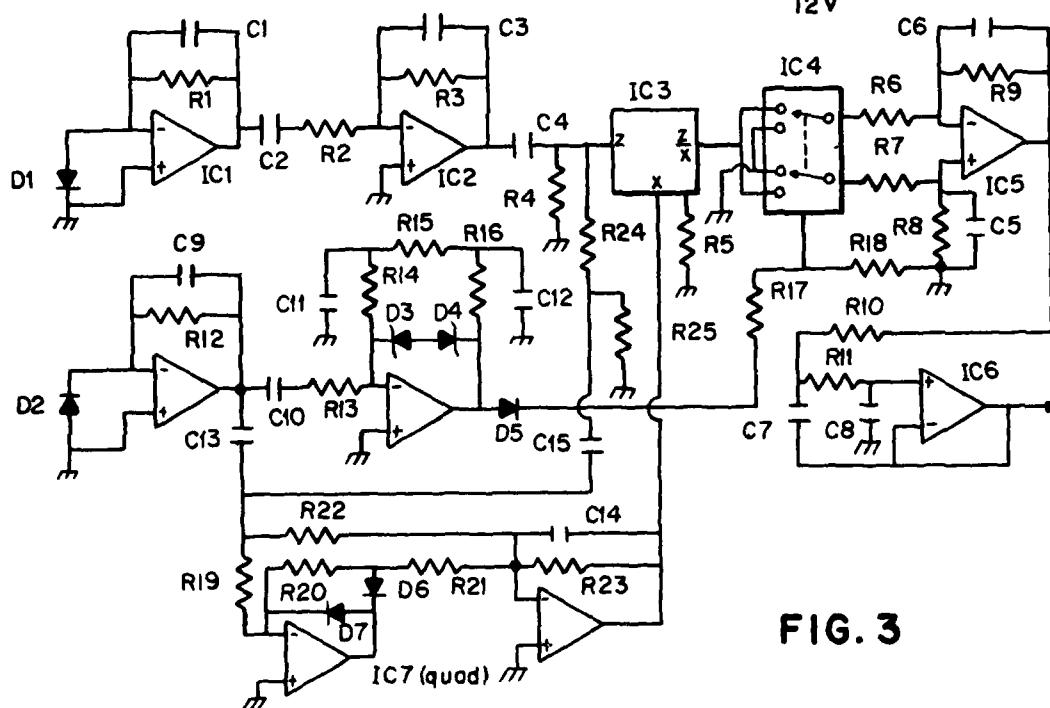 12V
C1
C3
C6
IC4
R1
R3
IC3
R6
R9
C4
R7
Z
Z/X
C2
R2
IC1
IC2
X
IC5
D1
R4
R5
R8
C5
R15
R16
R24
R18
C9
R14
R17
C11
C12
R10
D3
D4
R12
R25
R11
IC6
D2
C10
R13
D5
C7
C8
C13
C15
R22
C14
R19
R20
D6
R21
R23
D7
IC7 (quad)
FIG. 3